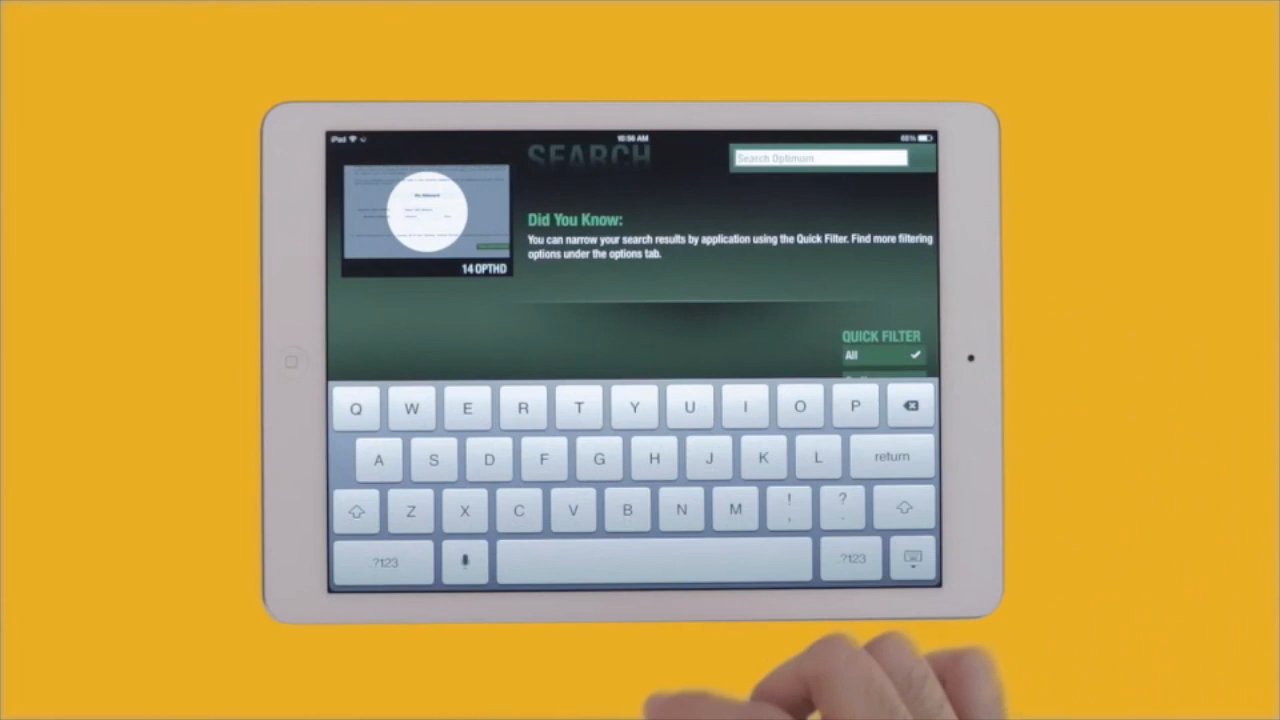 iPad
10:56 AM
66%
SEARCH
Search Optimum
Did You Know:
You can narrow your search results by application using the Quick Filter. Find more filtering
options under the options tab.
14 OPTHD
QUICK FILTER
All
Q W E R T Y U I O P
A S D F G H J K L return
Z X C V B N M ! , ? .
.?123 .?123